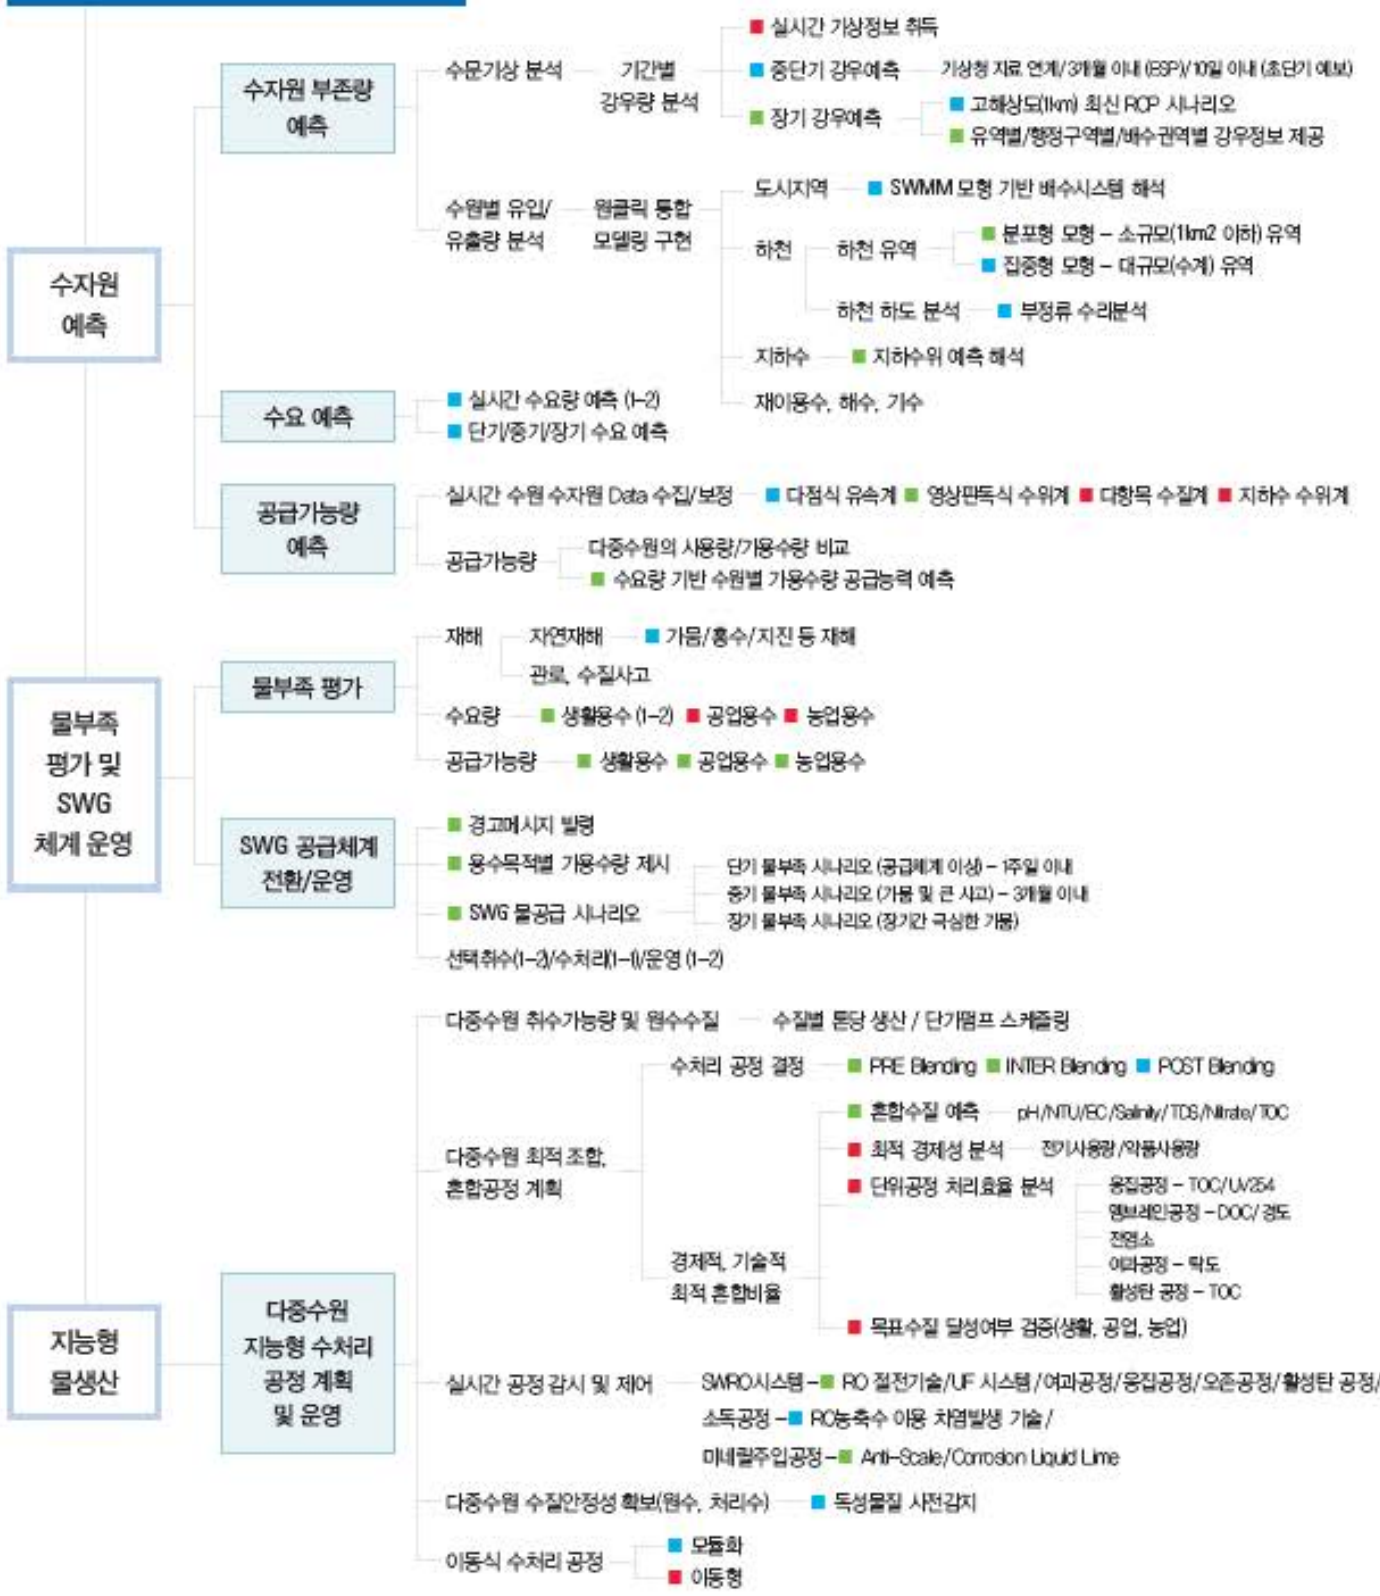 수자원
예측
수자원 부존량
예측
수문기상 분석
기간별
강우량 분석
■ 실시간 기상정보 취득
■ 중단기 강우예측
기상청 자료 연계/3개월 이내 (ESP)/10일 이내 (초단기 예보)
■ 장기 강우예측
■ 고해상도(1km) 최신 RCP 시나리오
■ 유역별/행정구역별/배수권역별 강우정보 제공
수원별 유입/
유출량 분석
원클릭 통합
모델링 구현
도시지역
■ SWMM 모형 기반 배수시스템 해석
하천
하천 유역
■ 분포형 모형 – 소규모(1km2 이하) 유역
■ 집중형 모형 – 대규모(수계) 유역
하천 하도 분석
■ 부정류 수리분석
지하수
■ 지하수위 예측 해석
재이용수, 해수, 기수
수요 예측
■ 실시간 수요량 예측 (1–2)
■ 단기/중기/장기 수요 예측
공급가능량
예측
실시간 수원 수자원 Data 수집/보정
■ 다점식 유속계 ■ 영상판독식 수위계 ■ 다항목 수질계 ■ 지하수 수위계
공급가능량
다중수원의 사용량/가용수량 비교
■ 수요량 기반 수원별 가용수량 공급능력 예측
물부족
평가 및
SWG
체계 운영
물부족 평가
재해
자연재해
■ 가뭄/홍수/지진 등 재해
관로, 수질사고
수요량
■ 생활용수 (1–2) ■ 공업용수 ■ 농업용수
공급가능량
■ 생활용수 ■ 공업용수 ■ 농업용수
SWG 공급체계
전환/운영
■ 경고메시지 발령
■ 용수목적별 가용수량 제시
■ SWG 물공급 시나리오
단기 물부족 시나리오 (공급체계 이상) – 1주일 이내
중기 물부족 시나리오 (가뭄 및 큰 사고) – 3개월 이내
장기 물부족 시나리오 (장기간 극심한 가뭄)
선택취수(1–2)/수처리(1–1)/운영 (1–2)
지능형
물생산
다중수원
지능형 수처리
공정 계획
및 운영
다중수원 취수가능량 및 원수수질
수질별 톤당 생산 / 단가펌프 스케줄링
다중수원 최적 조합,
혼합공정 계획
수처리 공정 결정
■ PRE Blending ■ INTER Blending ■ POST Blending
경제적, 기술적
최적 혼합비율
■ 혼합수질 예측
pH/NTU/EC/Salinity/TDS/Nitrate/TOC
■ 최적 경제성 분석
전기사용량/약품사용량
■ 단위공정 처리효율 분석
응집공정 – TOC/UV254
멤브레인공정 – DOC/경도
전염소
여과공정 – 탁도
활성탄 공정 – TOC
■ 목표수질 달성여부 검증(생활, 공업, 농업)
실시간 공정 감시 및 제어
SWRO시스템 – ■ RO 절전기술/UF 시스템/여과공정/응집공정/오존공정/활성탄 공정/
소독공정 – ■ RO농축수 이용 차염발생 기술/
미네랄주입공정 – ■ Anti–Scale/Corrosion Liquid Lime
다중수원 수질안정성 확보(원수, 처리수)
■ 독성물질 사전감지
이동식 수처리 공정
■ 모듈화
■ 이동형